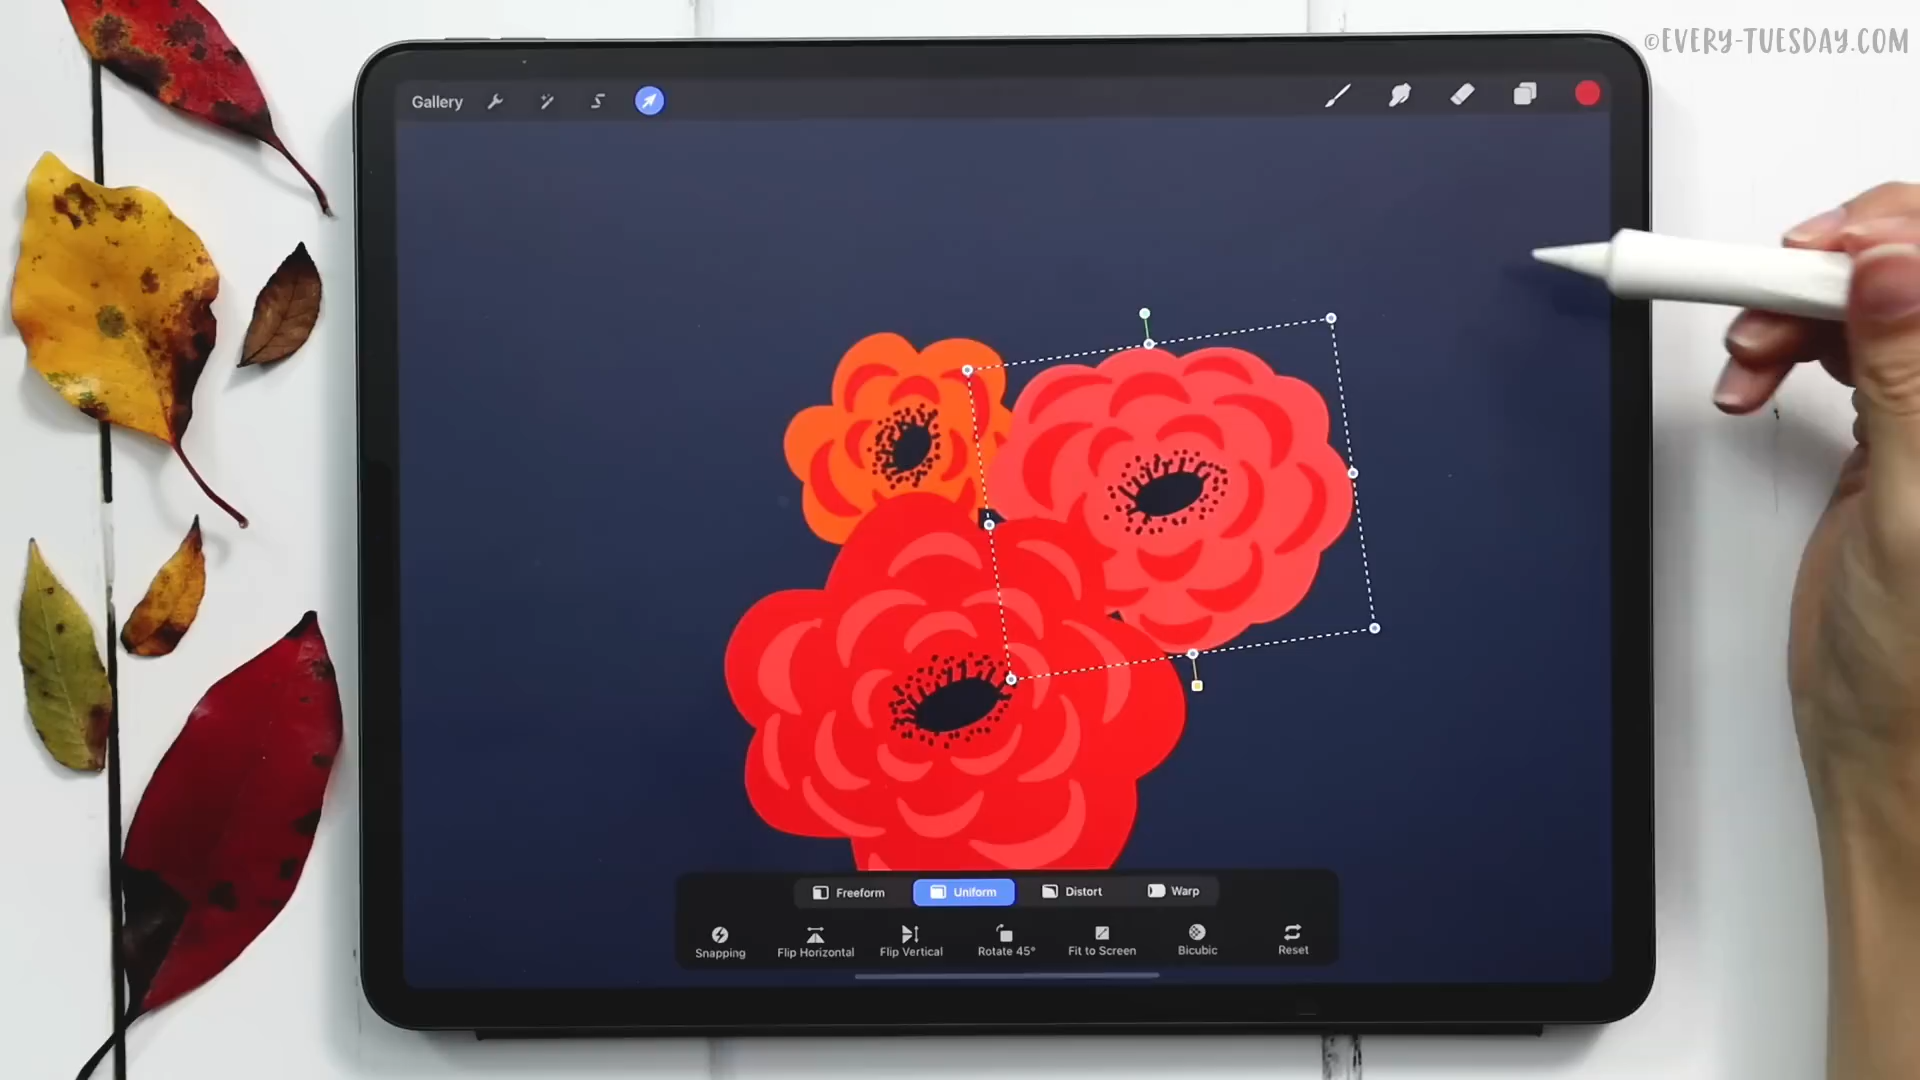 ©EVERY-TUESDAY.COM
Gallery
Freeform Uniform Distort Warp
Snapping Flip Horizontal Flip Vertical Rotate 45° Fit to Screen Bicubic Reset